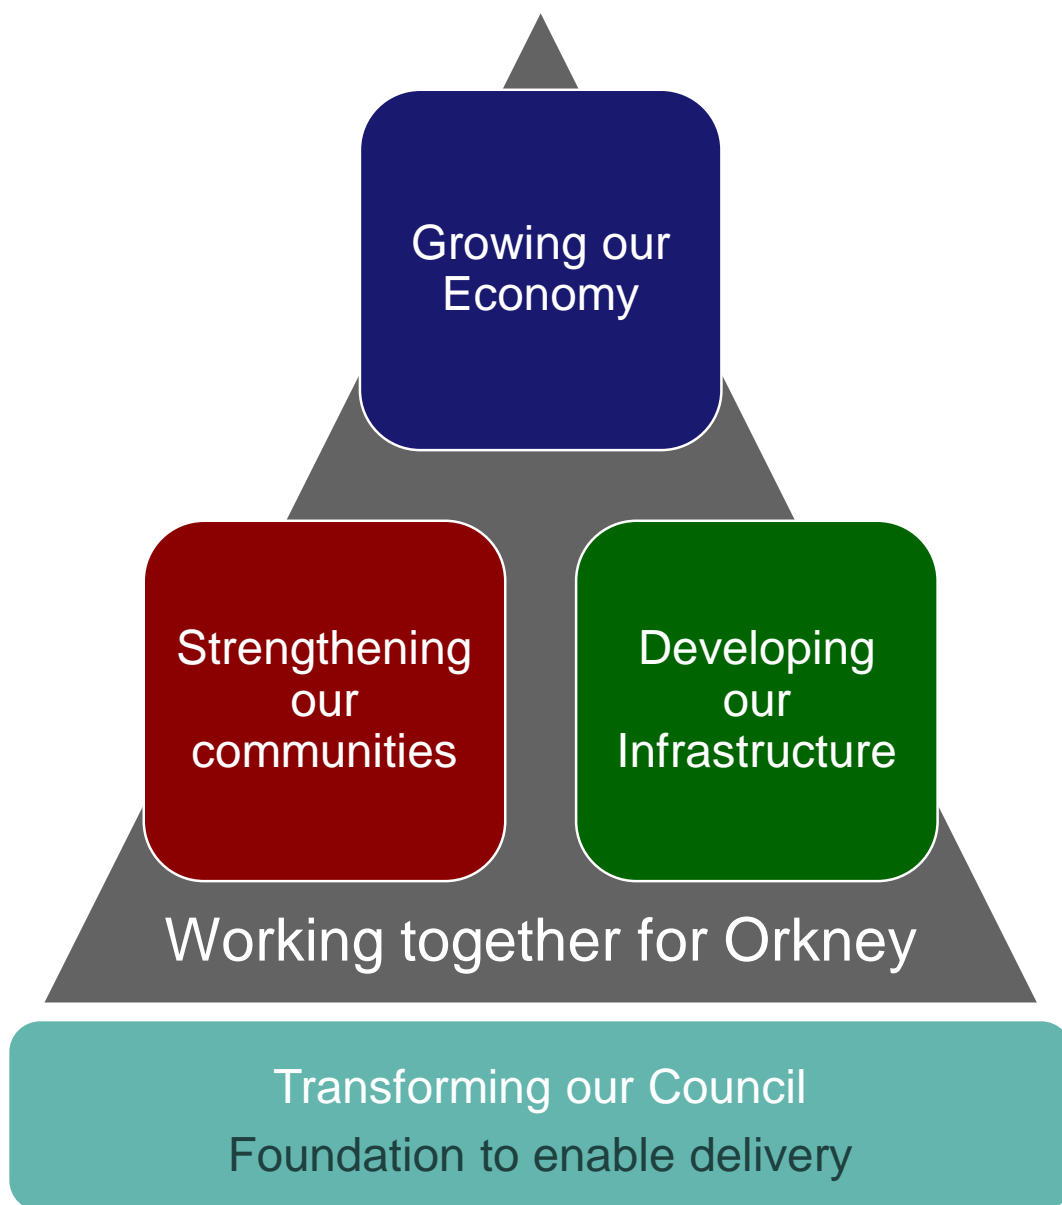 Growing our
Economy
Strengthening
our
communities
Developing
our
Infrastructure
Working together for Orkney
Transforming our Council
Foundation to enable delivery